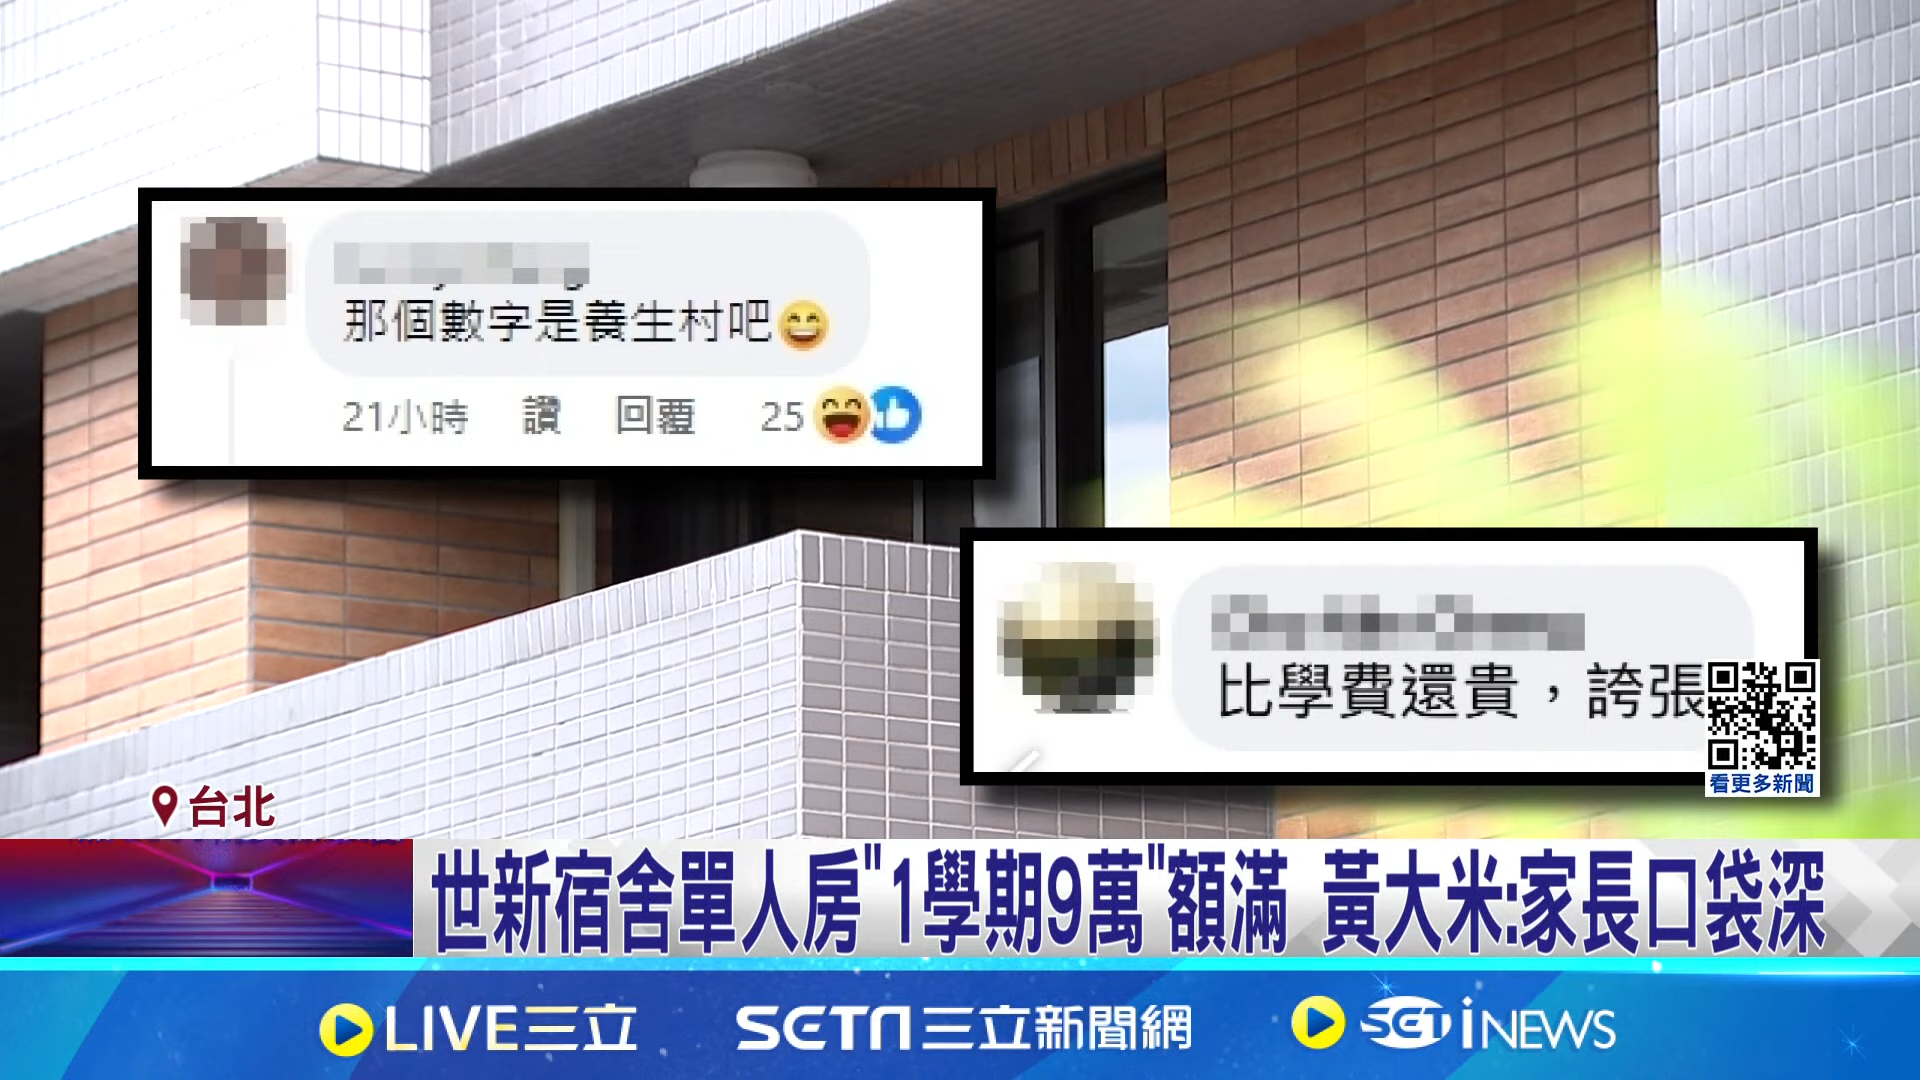 那個數字是養生村吧
21小時 讚 回覆 25
比學費還貴，誇張
看更多新聞
台北
世新宿舍單人房"1學期9萬"額滿 黃大米:家長口袋深
LIVE三立 SETN三立新聞網 SET iNEWS